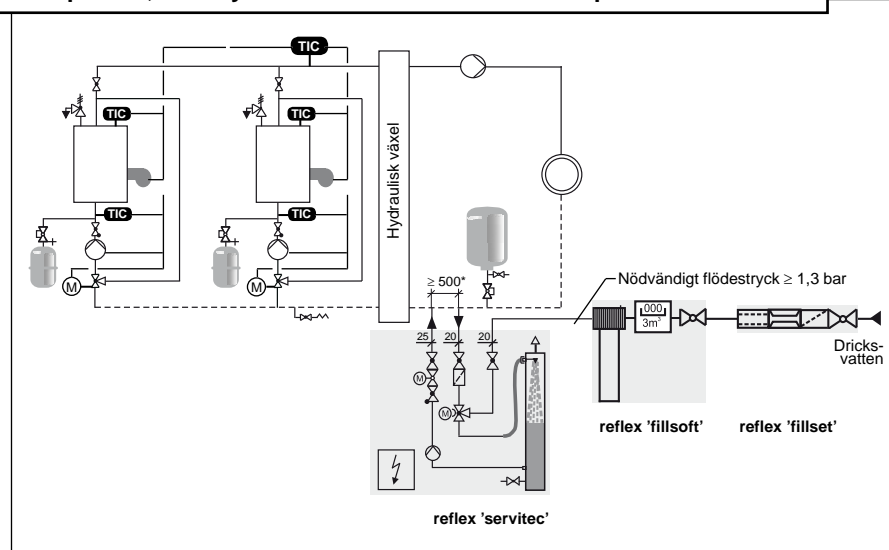 TIC
TIC
TIC
TIC
TIC
M
M
Hydraulisk växel
≥ 500*
Nödvändigt flödestryck ≥ 1,3 bar
25
20
20
M
M
.000
3m³
Dricks-
vatten
reflex 'fillsoft'
reflex 'fillset'
reflex 'servitec'